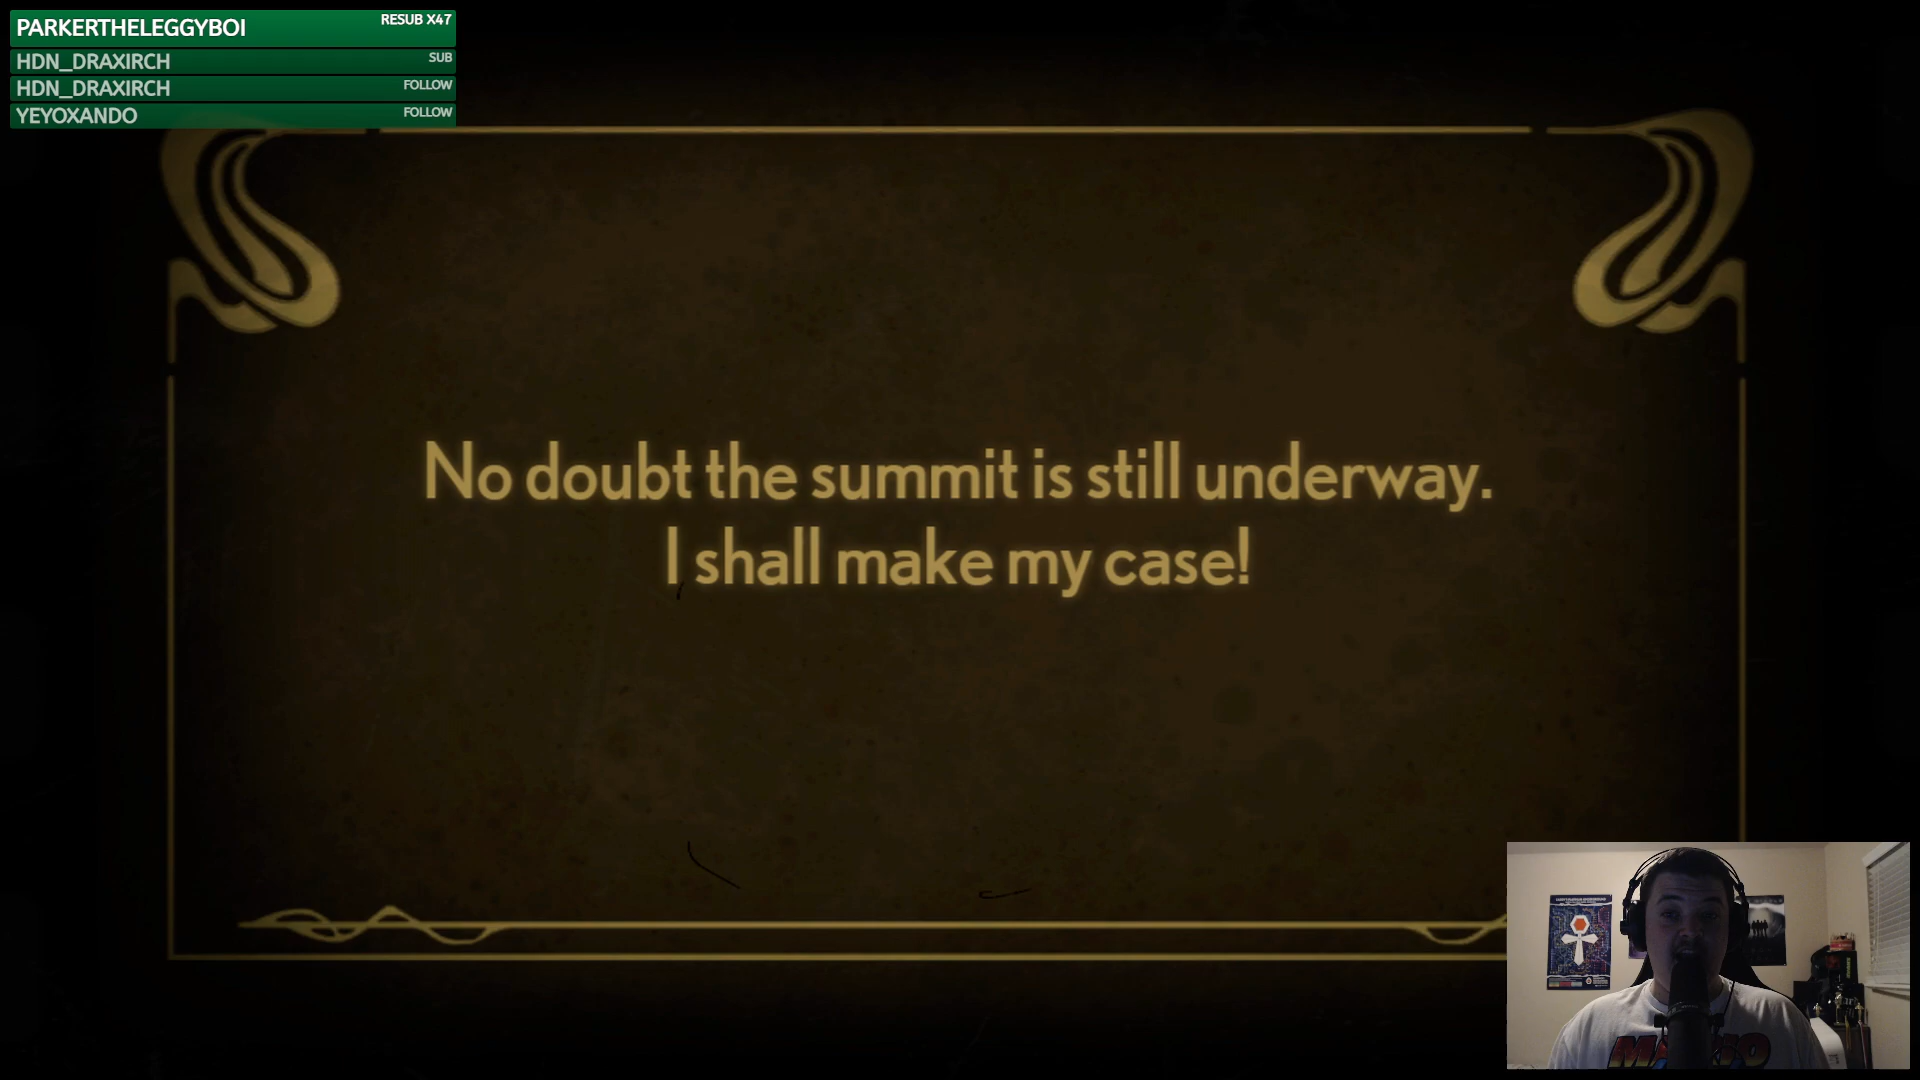 PARKERTHELEGGYBOI RESUB X47
HDN_DRAXIRCH SUB
HDN_DRAXIRCH FOLLOW
YEYOXANDO FOLLOW
No doubt the summit is still underway.
I shall make my case!